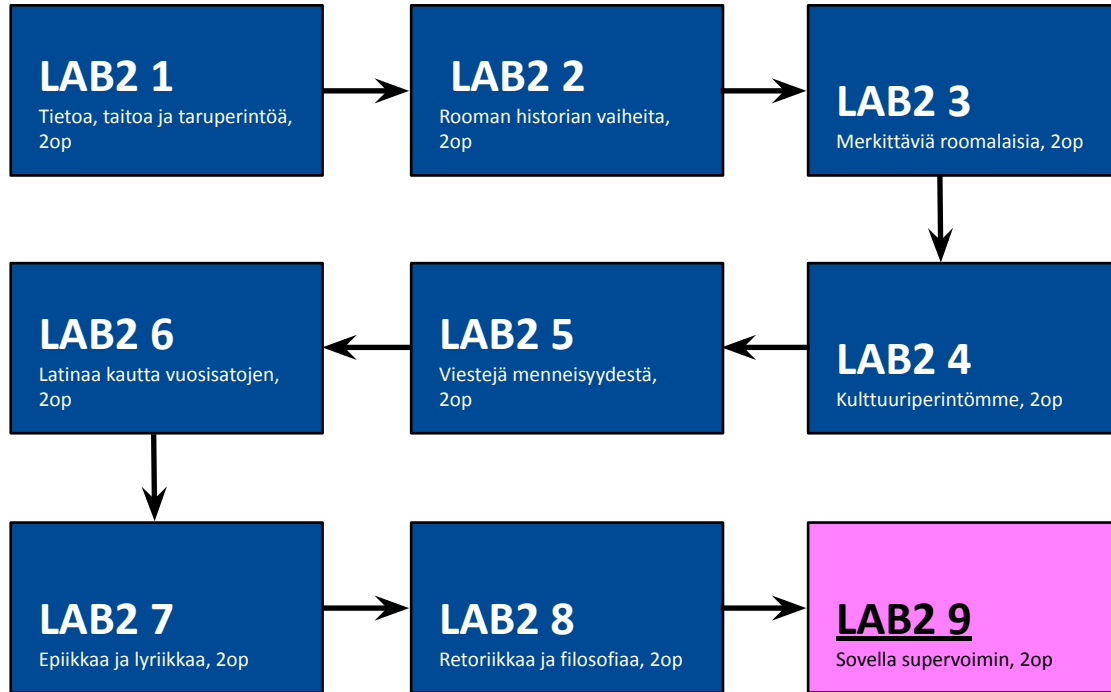 LAB2 1
Tietoa, taitoa ja taruperintöä,
2op
LAB2 2
Rooman historian vaiheita,
2op
LAB2 3
Merkittäviä roomalaisia, 2op
LAB2 4
Kulttuuriperintömme, 2op
LAB2 5
Viestejä menneisyydestä,
2op
LAB2 6
Latinaa kautta vuosisatojen,
2op
LAB2 7
Epiikkaa ja lyriikkaa, 2op
LAB2 8
Retoriikkaa ja filosofiaa, 2op
LAB2 9
Sovella supervoimin, 2op